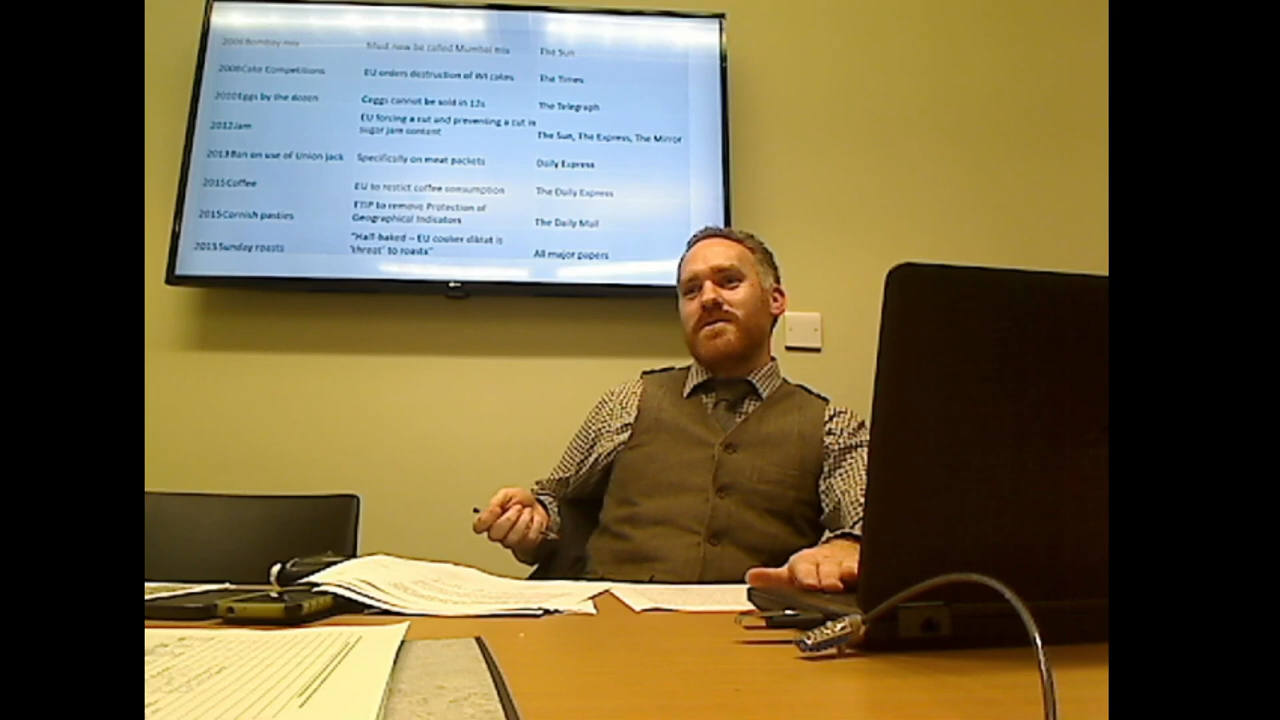 2006 Bombay mix Must now be called Mumbai mix The Sun
2008 Cake Competitions EU orders destruction of WI cakes The Times
2010 Eggs by the dozen Ceggs cannot be sold in 12s The Telegraph
2012 Jam EU forcing a cut and preventing a cut in
sugar jam content The Sun, The Express, The Mirror
2013 Ban on use of Union jack Specifically on meat packets Daily Express
2015 Coffee EU to restict coffee consumption The Daily Express
2015 Cornish pasties TTIP to remove Protection of
Geographical Indicators The Daily Mail
2015 Sunday roasts "Half-baked – EU cooker diktat is
'threat' to roasts" All major papers